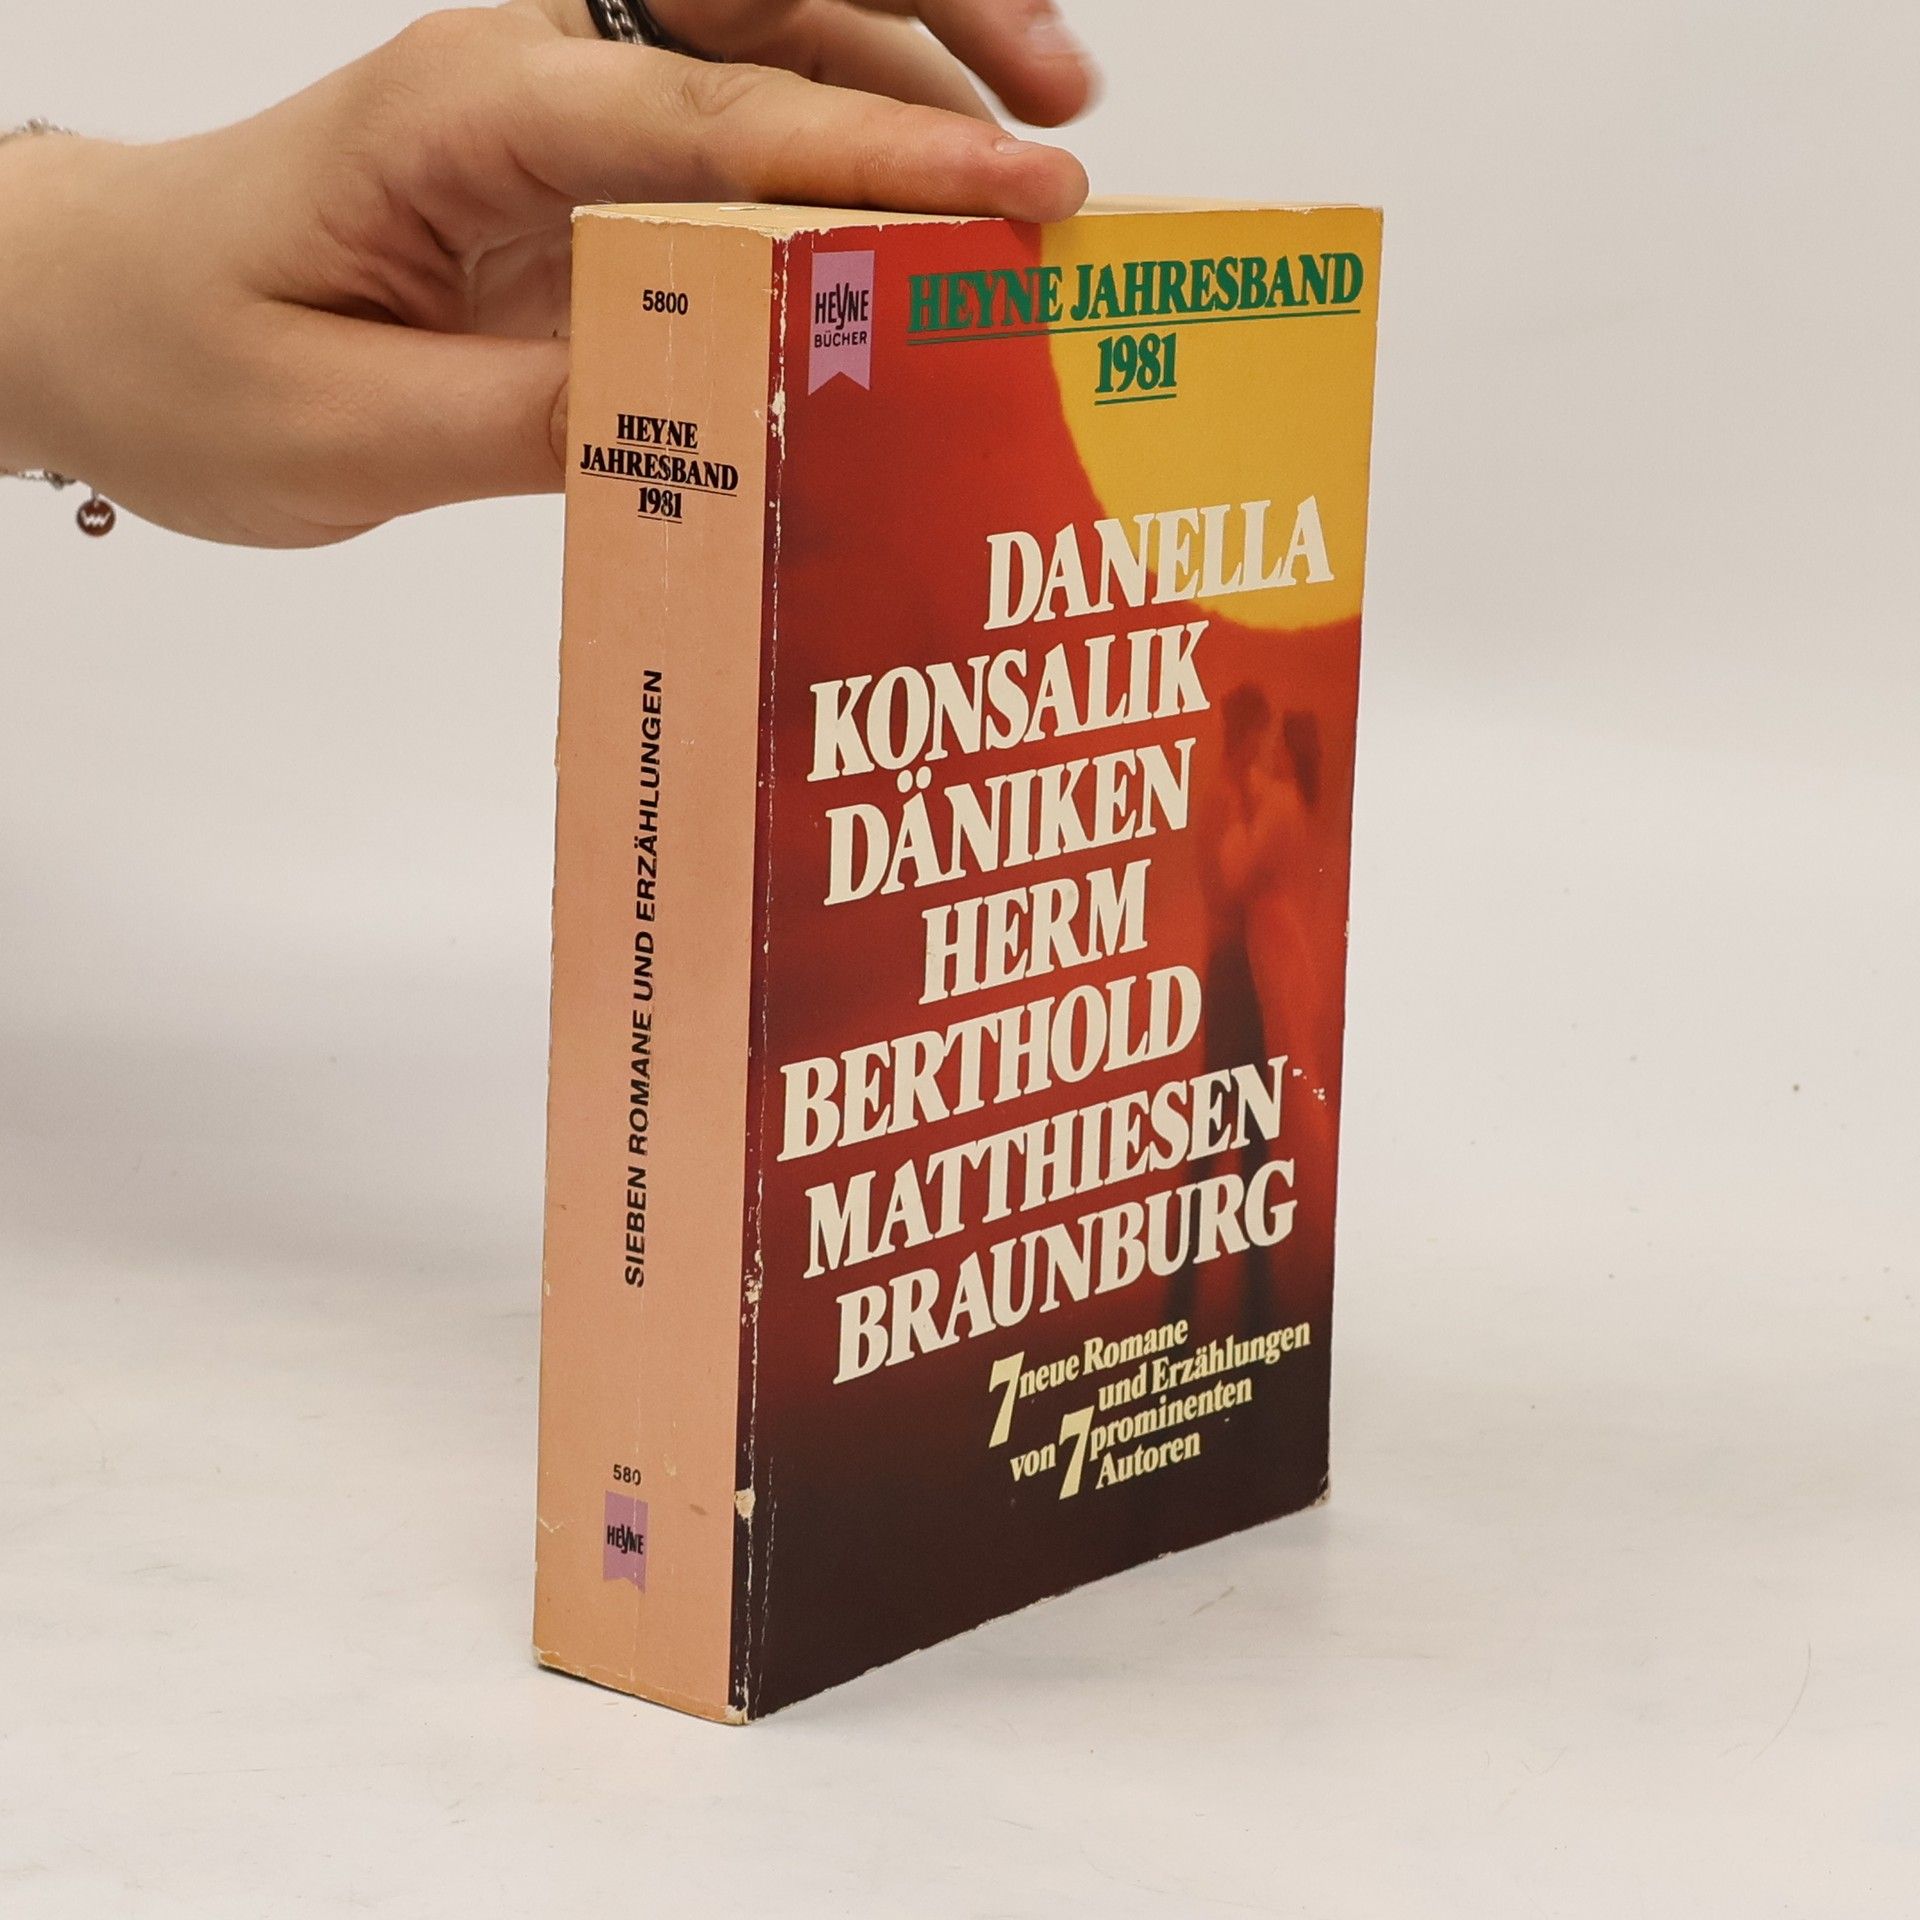 5800
HEYNE
JAHRESBAND
1981
SIEBEN ROMANE UND ERZÄHLUNGEN
580
HEYNE
HEYNE
BÜCHER
HEYNE JAHRESBAND
1981
DANELLA
KONSALIK
DÄNIKEN
HERM
BERTHOLD
MATTHIESEN
BRAUNBURG
7 neue Romane
und Erzählungen
von 7 prominenten
Autoren